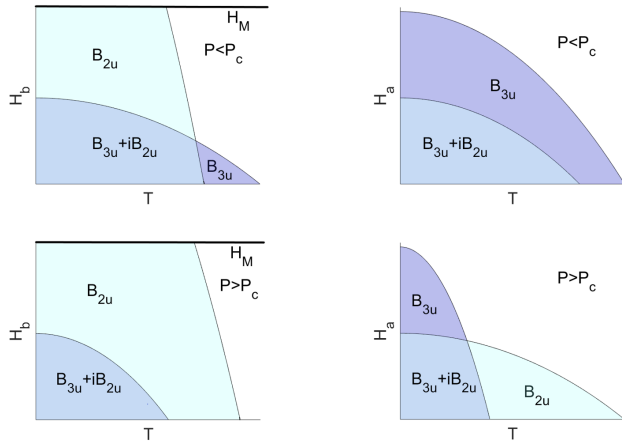 H_M
B_2u
P<P_c
H_b
B_3u+iB_2u
B_3u
T
P<P_c
B_3u
H_a
B_3u+iB_2u
T
H_M
P>P_c
B_2u
H_b
B_3u+iB_2u
T
P>P_c
B_3u
H_a
B_3u+iB_2u
B_2u
T